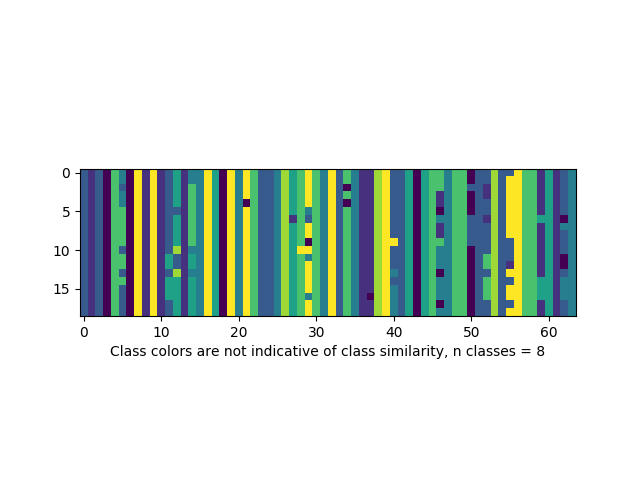 0
5
10
15
0 10 20 30 40 50 60
Class colors are not indicative of class similarity, n classes = 8